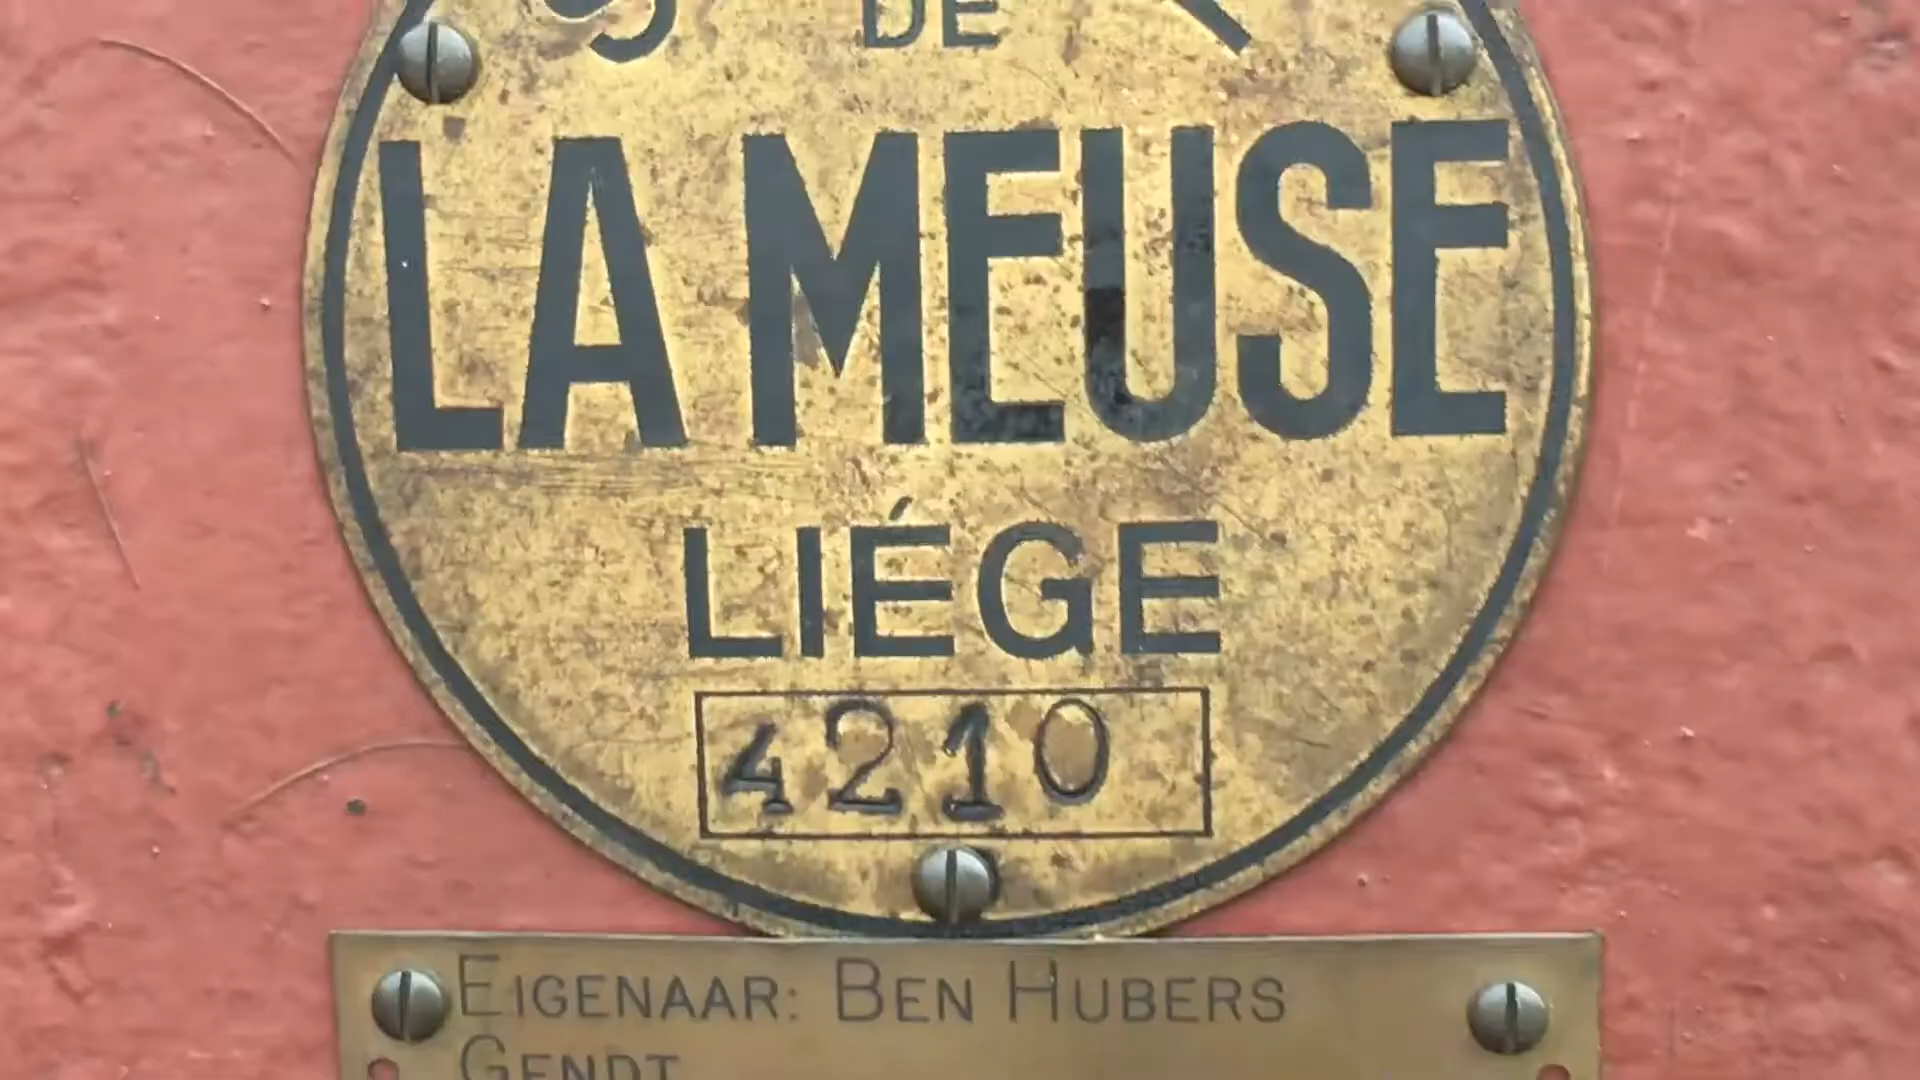 DE
LA MEUSE
LIÉGE
4210
EIGENAAR: BEN HUBERS
GENDT